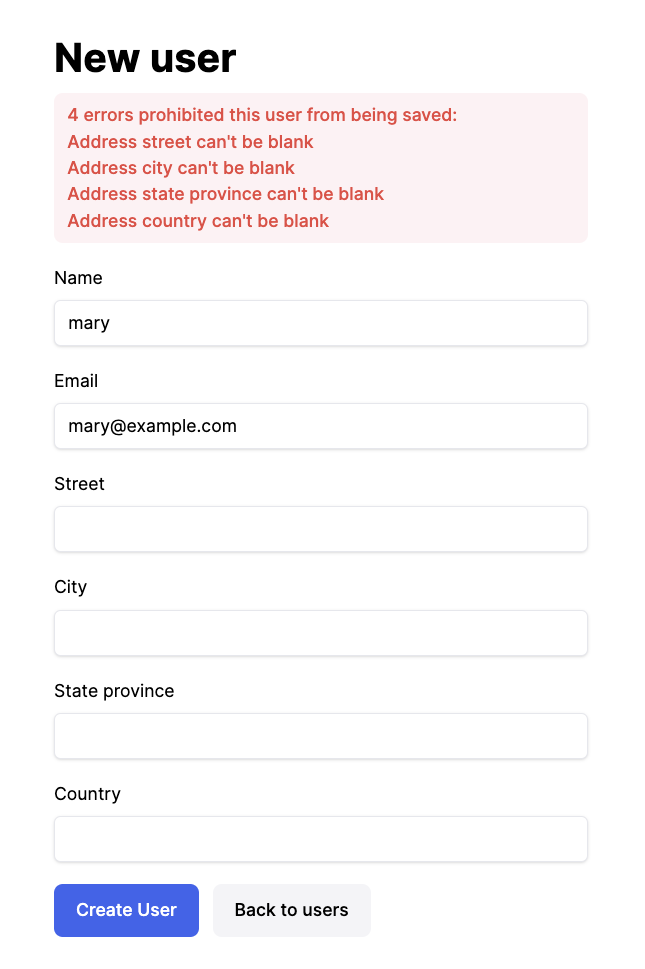 New user
4 errors prohibited this user from being saved:
Address street can't be blank
Address city can't be blank
Address state province can't be blank
Address country can't be blank
Name
mary
Email
mary@example.com
Street
City
State province
Country
Create User
Back to users